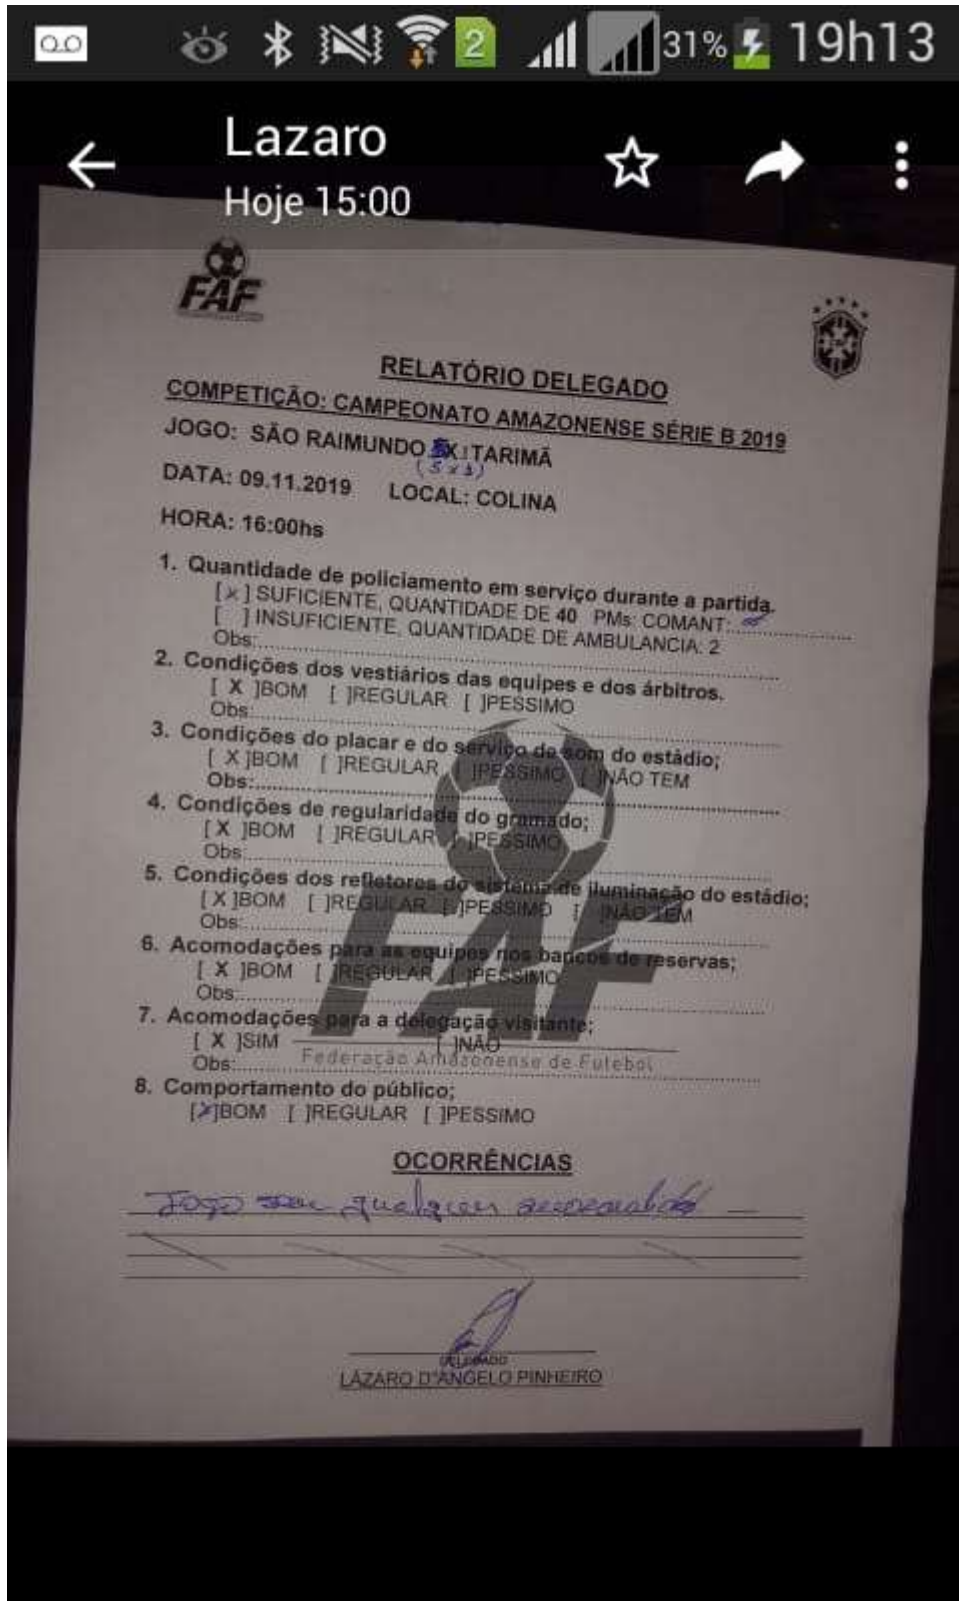 2 31% 19h13
Lazaro
Hoje 15:00
FAF
RELATÓRIO DELEGADO
COMPETIÇÃO: CAMPEONATO AMAZONENSE SÉRIE B 2019
JOGO: SÃO RAIMUNDO X ITARIMÃ
DATA: 09.11.2019 LOCAL: COLINA
HORA: 16:00hs
1. Quantidade de policiamento em serviço durante a partida.
[x] SUFICIENTE, QUANTIDADE DE 40 PMs: COMANT:
[ ] INSUFICIENTE, QUANTIDADE DE AMBULANCIA: 2
Obs:
2. Condições dos vestiários das equipes e dos árbitros.
[ X ]BOM [ ]REGULAR [ ]PESSIMO
Obs:
3. Condições do placar e do serviço de som do estádio;
[ X ]BOM [ ]REGULAR [ ]PESSIMO [ ]NÃO TEM
Obs:
4. Condições de regularidade do gramado;
[ X ]BOM [ ]REGULAR [ ]PESSIMO
Obs:
5. Condições dos refletores do sistema de iluminação do estádio;
[ X ]BOM [ ]REGULAR [ ]PESSIMO [ ]NÃO TEM
Obs:
6. Acomodações para as equipes nos bancos de reservas;
[ X ]BOM [ ]REGULAR [ ]PESSIMO
Obs:
7. Acomodações para a delegação visitante;
[ X ]SIM [ ]NÃO
Federação Amazonense de Futebol
Obs:
8. Comportamento do público;
[X]BOM [ ]REGULAR [ ]PESSIMO
OCORRÊNCIAS
Jogo sem qualquer
DELEGADO
LÁZARO D'ANGELO PINHEIRO